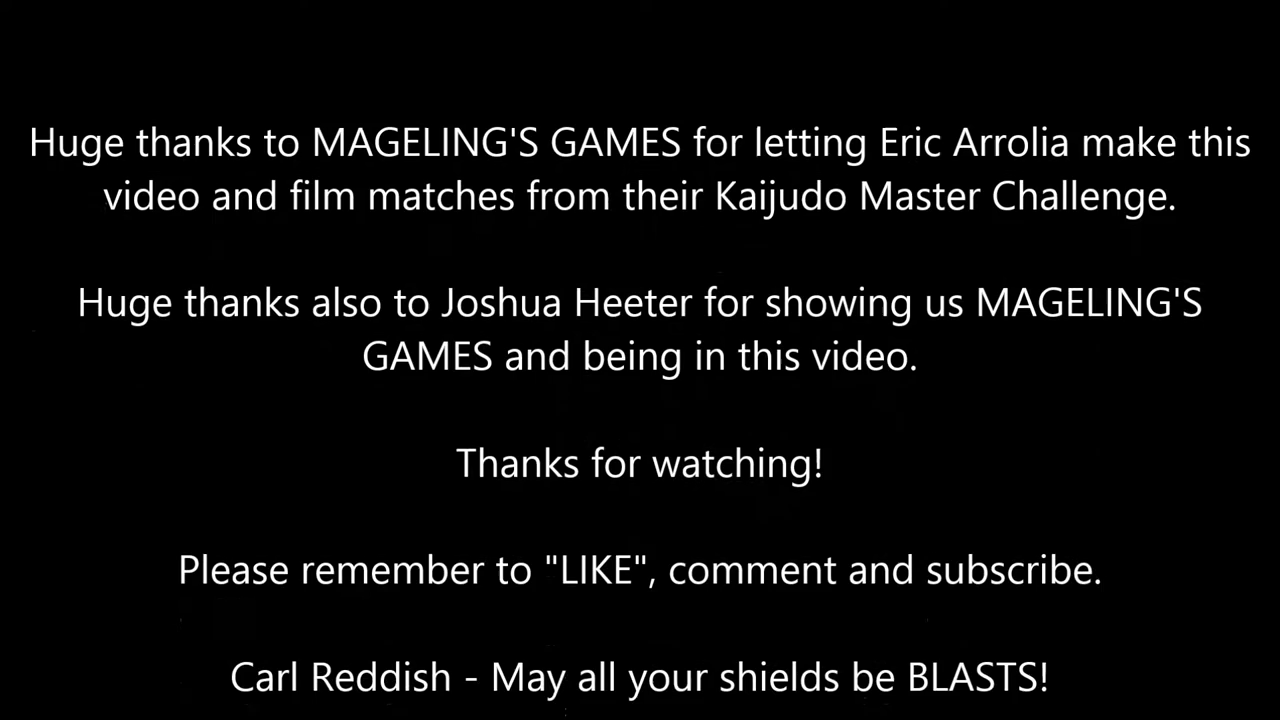 Huge thanks to MAGELING'S GAMES for letting Eric Arrolia make this
video and film matches from their Kaijudo Master Challenge.
Huge thanks also to Joshua Heeter for showing us MAGELING'S
GAMES and being in this video.
Thanks for watching!
Please remember to "LIKE", comment and subscribe.
Carl Reddish - May all your shields be BLASTS!